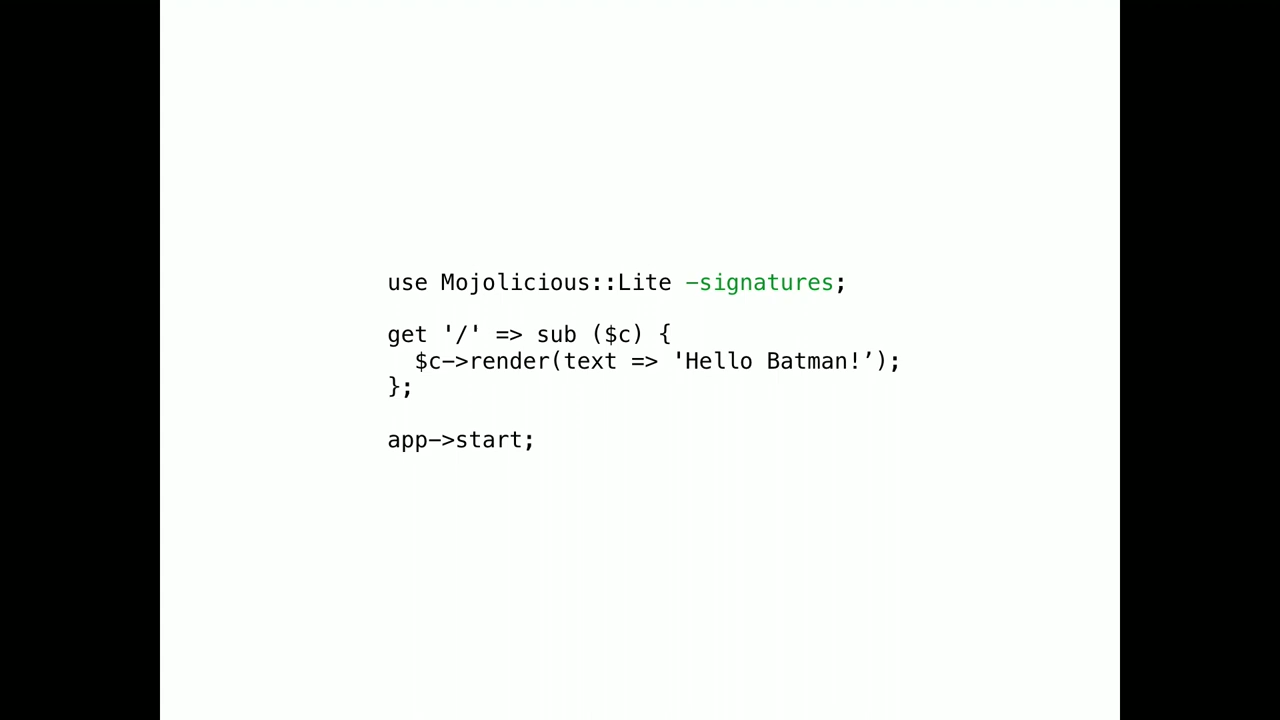 use Mojolicious::Lite -signatures;
get '/' => sub ($c) {
$c->render(text => 'Hello Batman!’);
};
app->start;